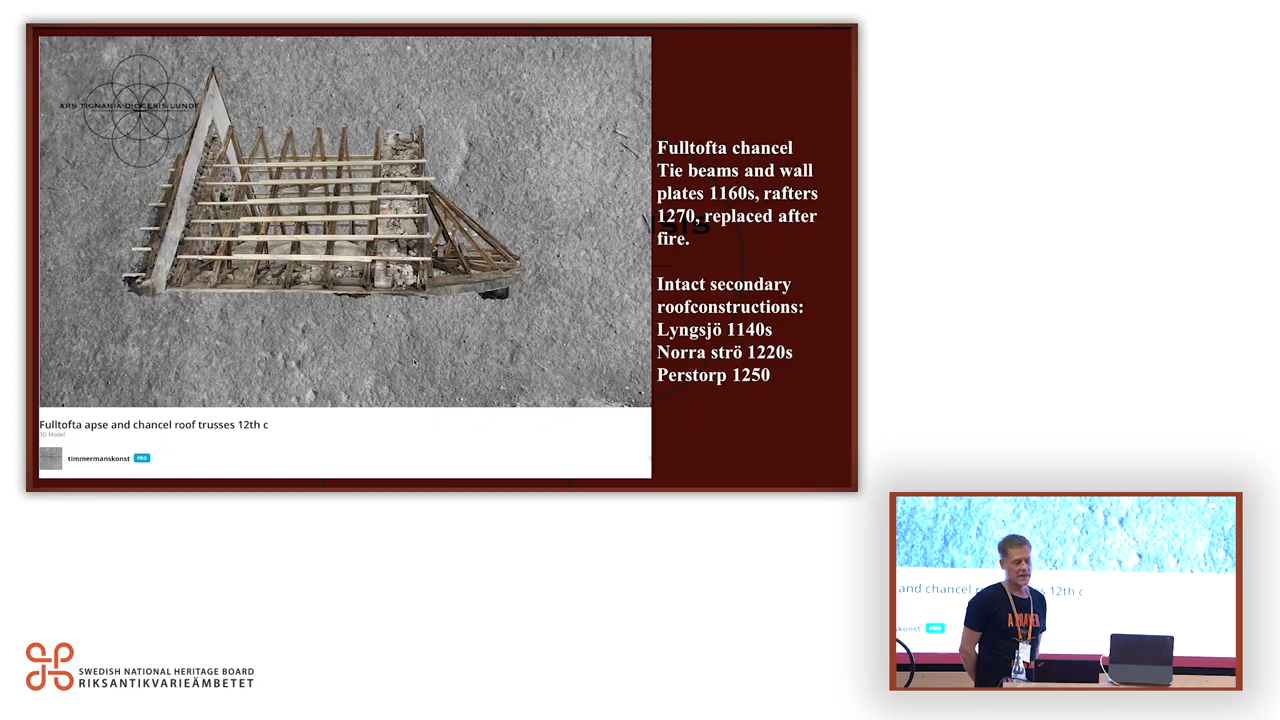 ARS TIGNARIA DIOCESIS LUNDE
Fulltofta chancel
Tie beams and wall
plates 1160s, rafters
1270, replaced after
fire.
Intact secondary
roofconstructions:
Lyngsjö 1140s
Norra strö 1220s
Perstorp 1250
Fulltofta apse and chancel roof trusses 12th c
3D Model
timmermanskonst PRO
and chancel
s 12th c
skonst PRO
SWEDISH NATIONAL HERITAGE BOARD
RIKSANTIKVARIEÄMBETET